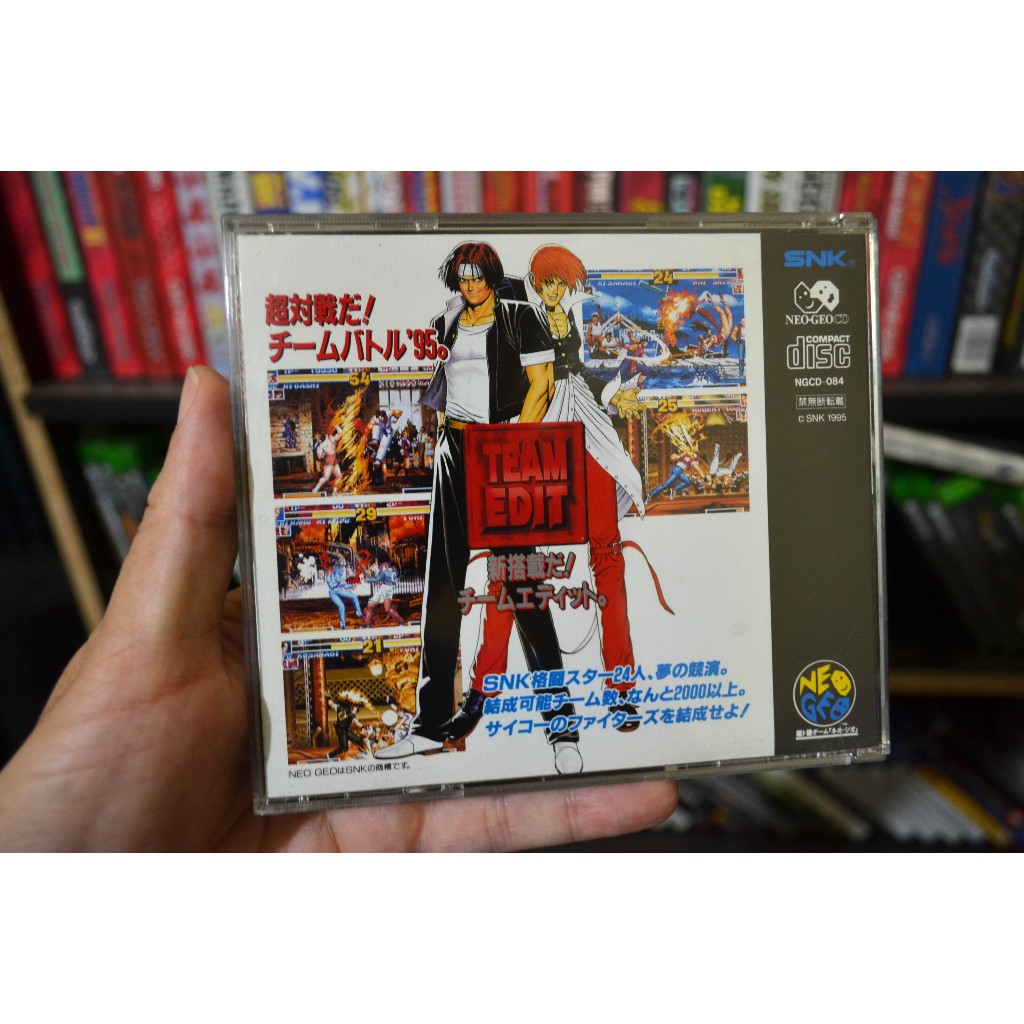 超対戦だ!
チームバトル'95。
54
29
21
24
25
TEAM
EDIT
新搭載だ!
チームエディット。
SNK格闘スター24人、夢の競演。
結成可能チーム数、なんと2000以上。
サイコーのファイターズを結成せよ!
NEO GEOはSNKの商標です。
SNK
NEO·GEO CD
COMPACT
disc
NGCD-084
禁無断転載
© SNK 1995
NEO
GEO